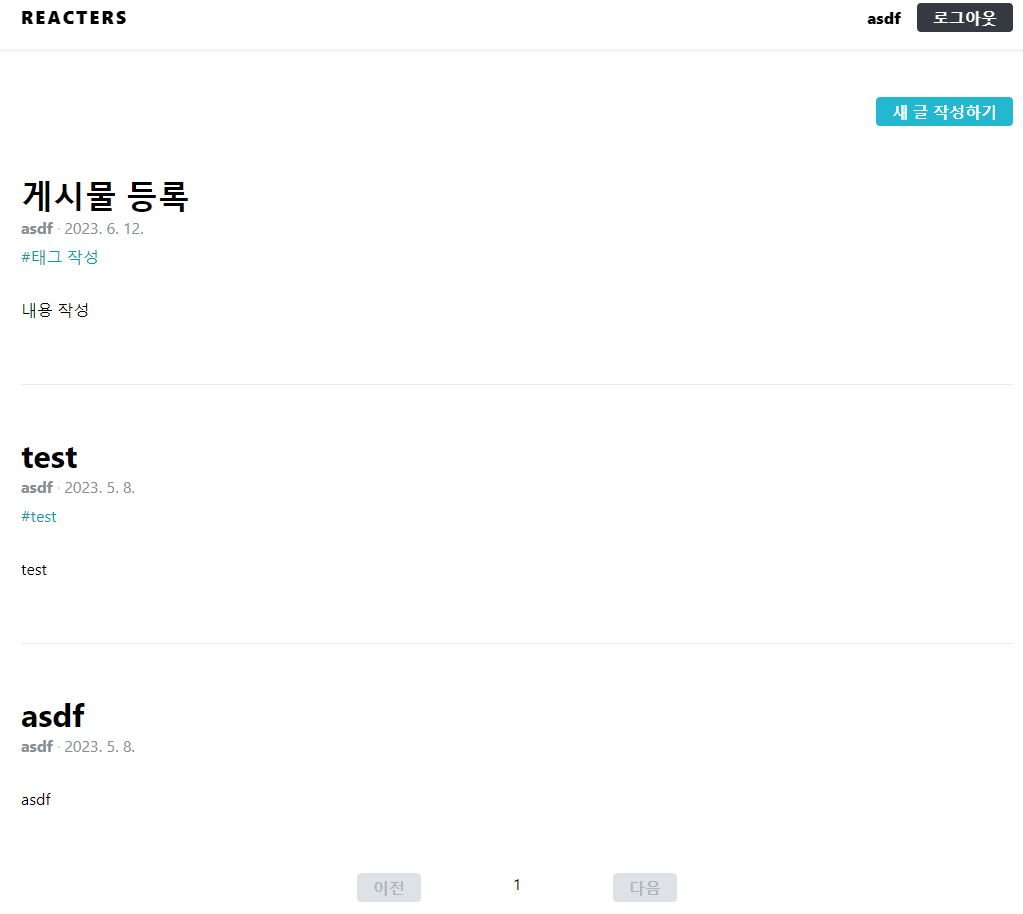 REACTERS
asdf 로그아웃
새 글 작성하기
게시물 등록
asdf · 2023. 6. 12.
#태그 작성
내용 작성
test
asdf · 2023. 5. 8.
#test
test
asdf
asdf · 2023. 5. 8.
asdf
이전 1 다음